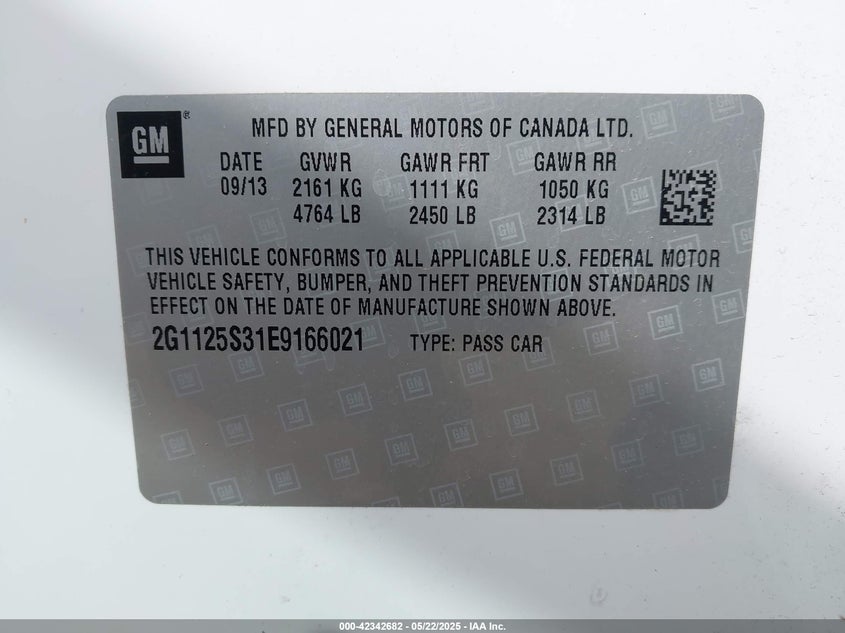 GM ®
MFD BY GENERAL MOTORS OF CANADA LTD.
DATE GVWR GAWR FRT GAWR RR
09/13 2161 KG 1111 KG 1050 KG
4764 LB 2450 LB 2314 LB
THIS VEHICLE CONFORMS TO ALL APPLICABLE U.S. FEDERAL MOTOR
VEHICLE SAFETY, BUMPER, AND THEFT PREVENTION STANDARDS IN
EFFECT ON THE DATE OF MANUFACTURE SHOWN ABOVE.
2G1125S31E9166021 TYPE: PASS CAR
000-42342682 - 05/22/2025 - IAA Inc.